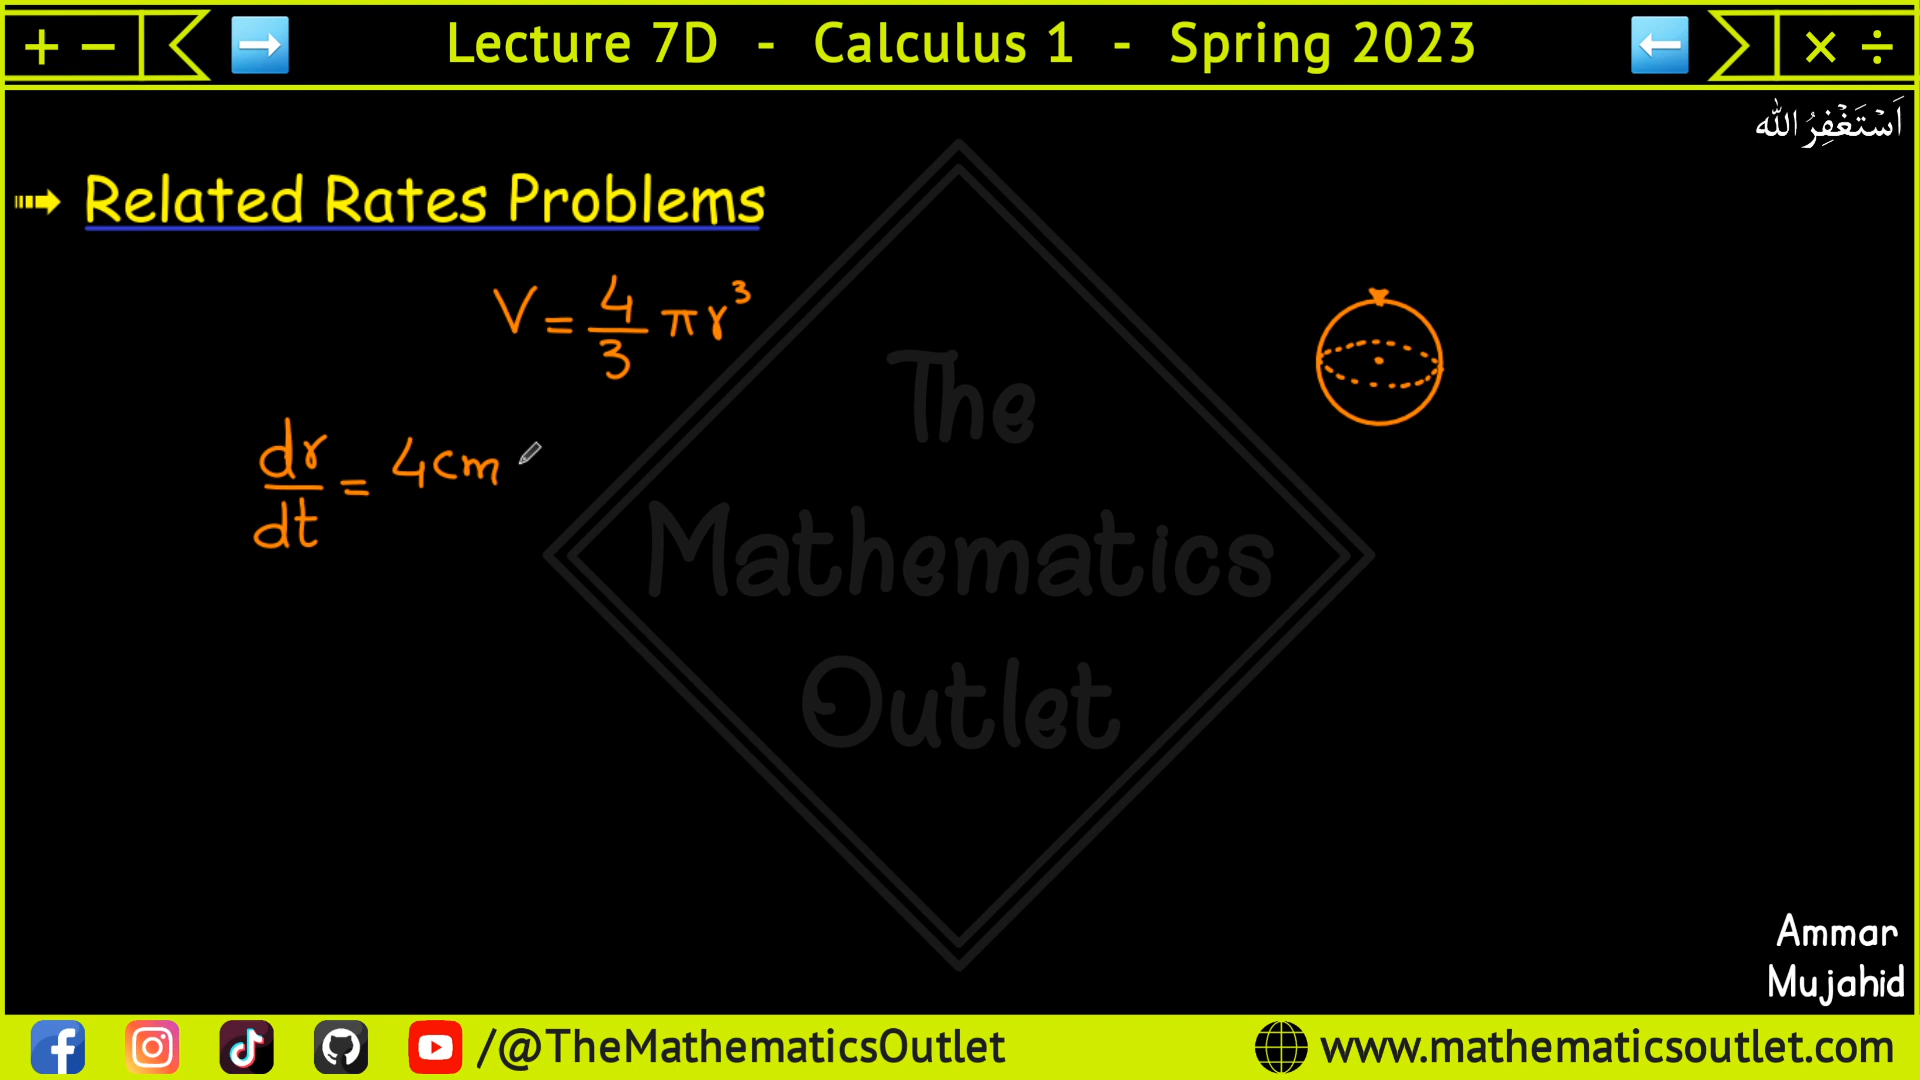 + − Lecture 7D - Calculus 1 - Spring 2023 × ÷
اَسْتَغْفِرُ اللّٰه
Related Rates Problems
V = 4/3 πr³
dr/dt = 4cm
The
Mathematics
Outlet
Ammar
Mujahid
/@TheMathematicsOutlet www.mathematicsoutlet.com